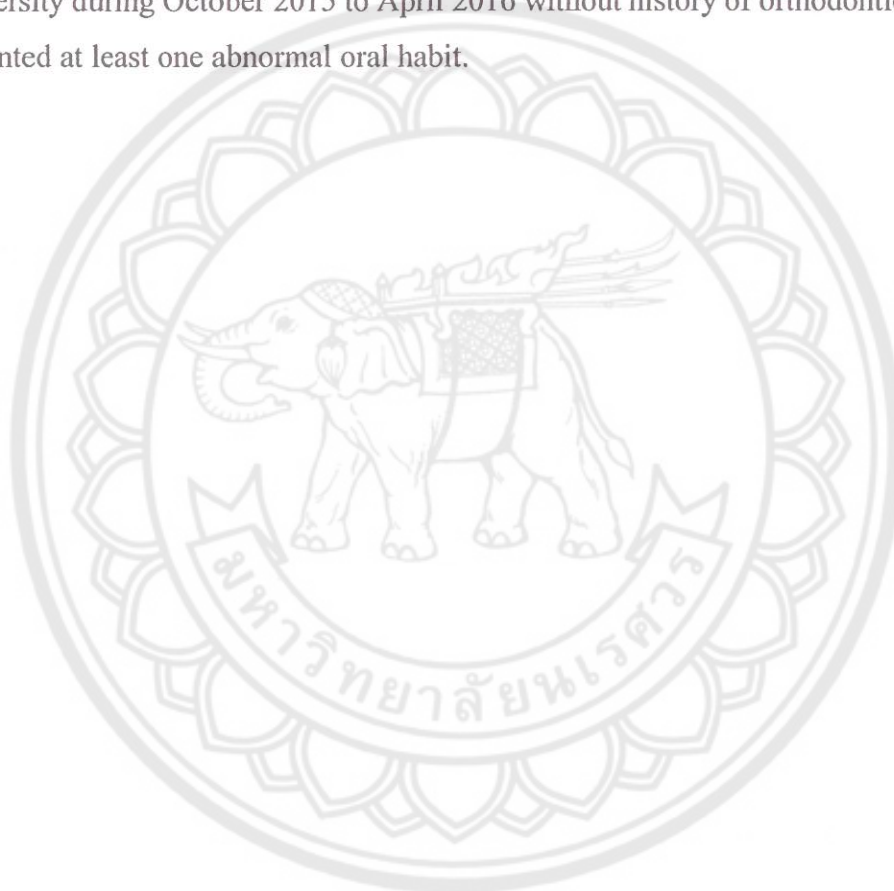 ersity during October 2015 to April 2016 without history of orthodontic
nted at least one abnormal oral habit.
มหาวิทยาลัยนเรศวร